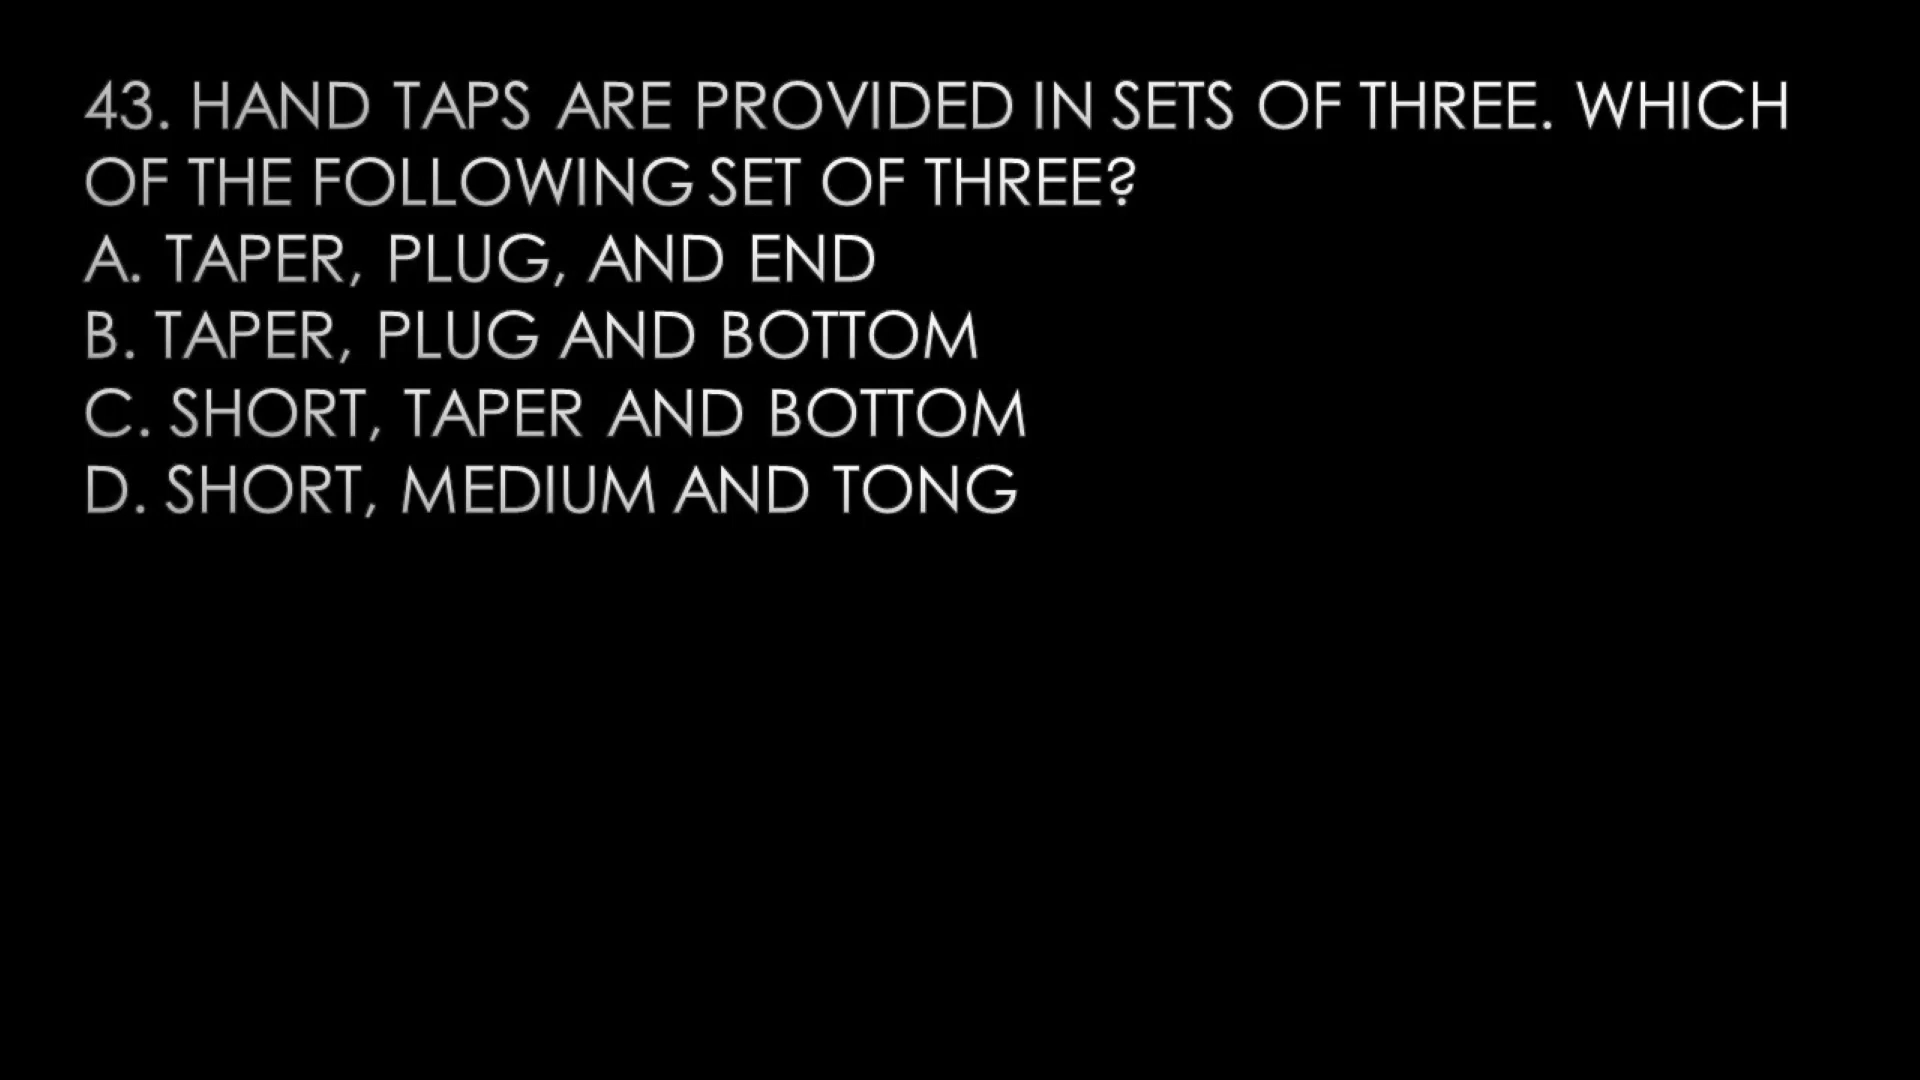 43. HAND TAPS ARE PROVIDED IN SETS OF THREE. WHICH
OF THE FOLLOWING SET OF THREE?
A. TAPER, PLUG, AND END
B. TAPER, PLUG AND BOTTOM
C. SHORT, TAPER AND BOTTOM
D. SHORT, MEDIUM AND TONG